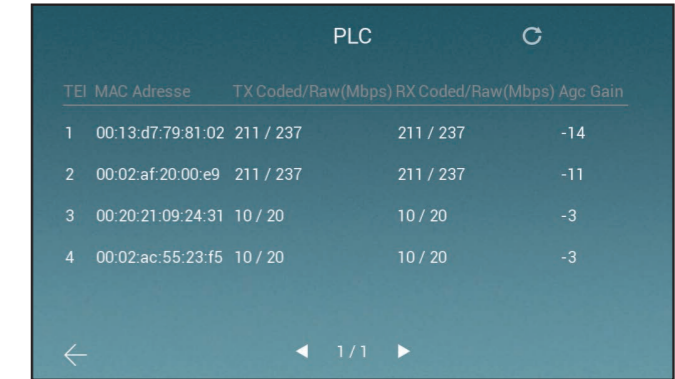 PLC
TEI MAC Adresse TX Coded/Raw(Mbps) RX Coded/Raw(Mbps) Agc Gain
1 00:13:d7:79:81:02 211 / 237 211 / 237 -14
2 00:02:af:20:00:e9 211 / 237 211 / 237 -11
3 00:20:21:09:24:31 10 / 20 10 / 20 -3
4 00:02:ac:55:23:f5 10 / 20 10 / 20 -3
1 / 1